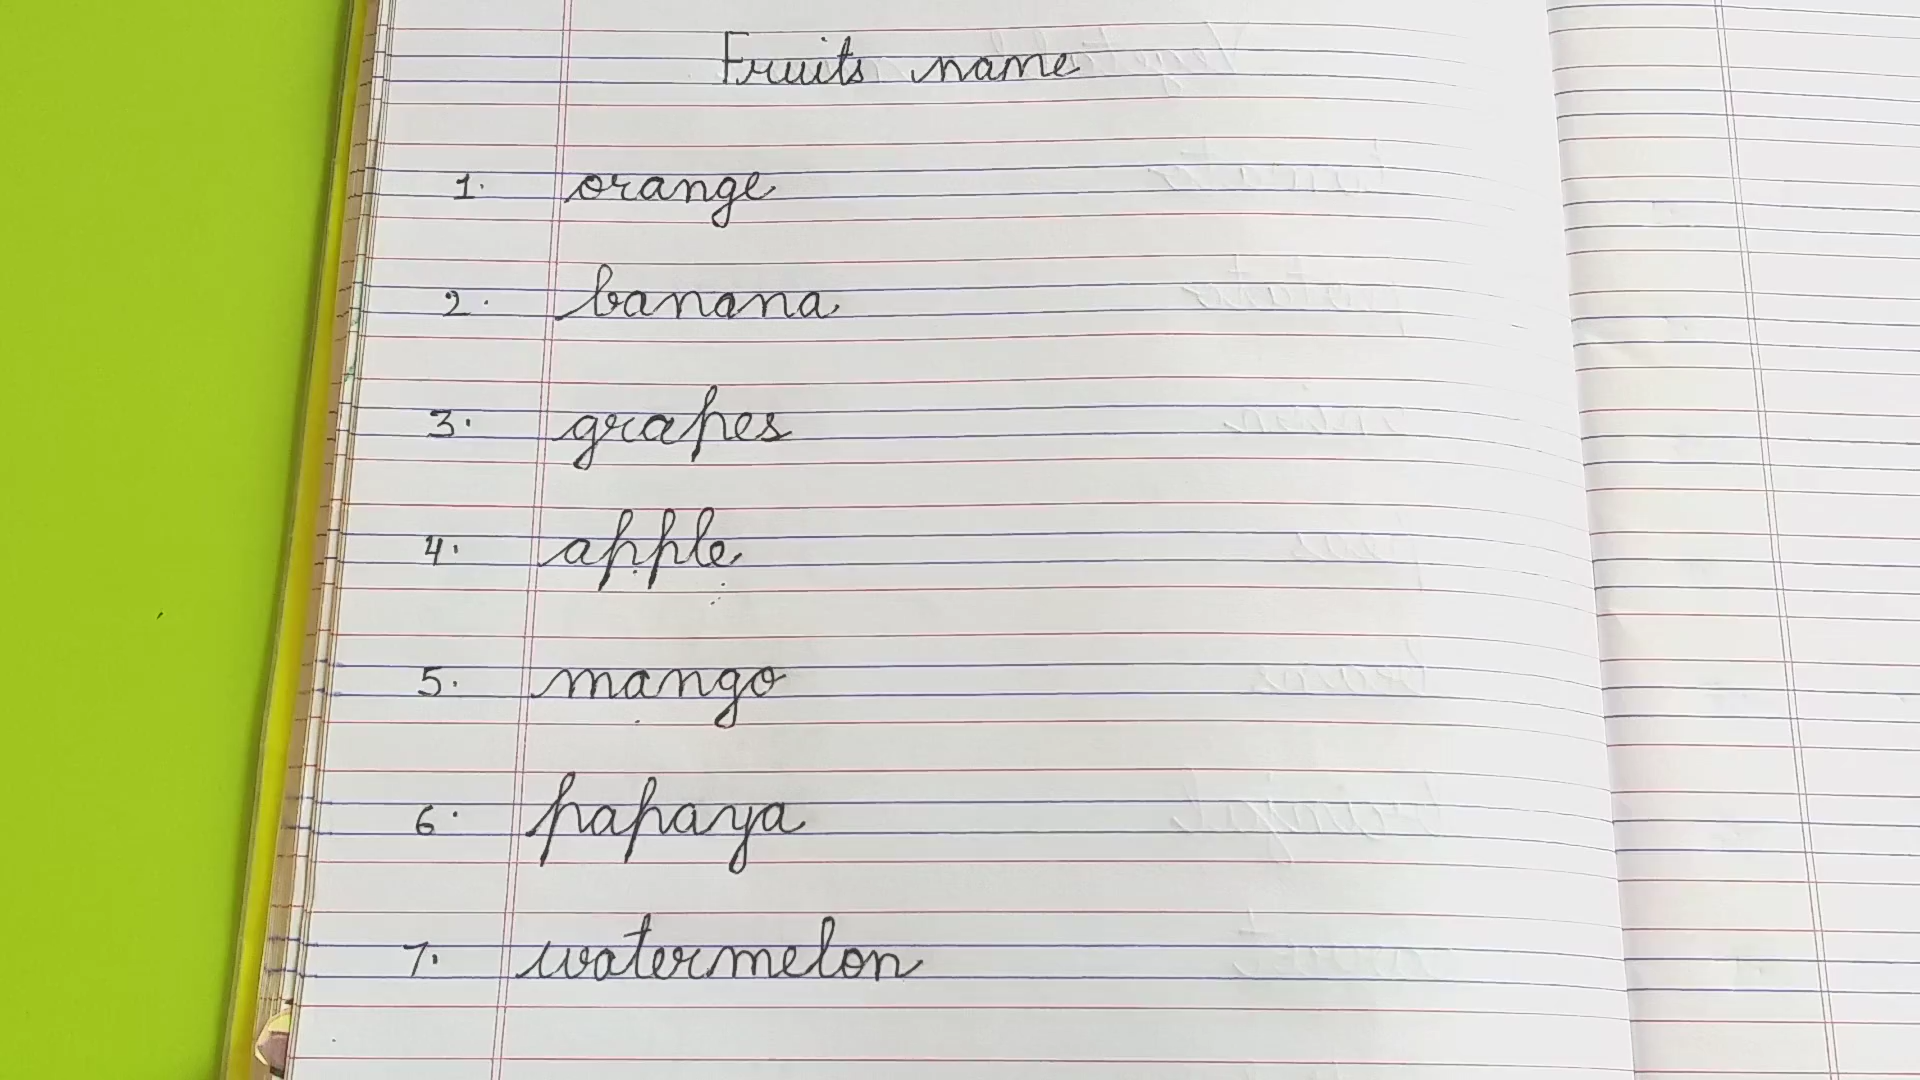 Fruits name
1. orange
2. banana
3. grapes
4. apple
5. mango
6. papaya
7. watermelon